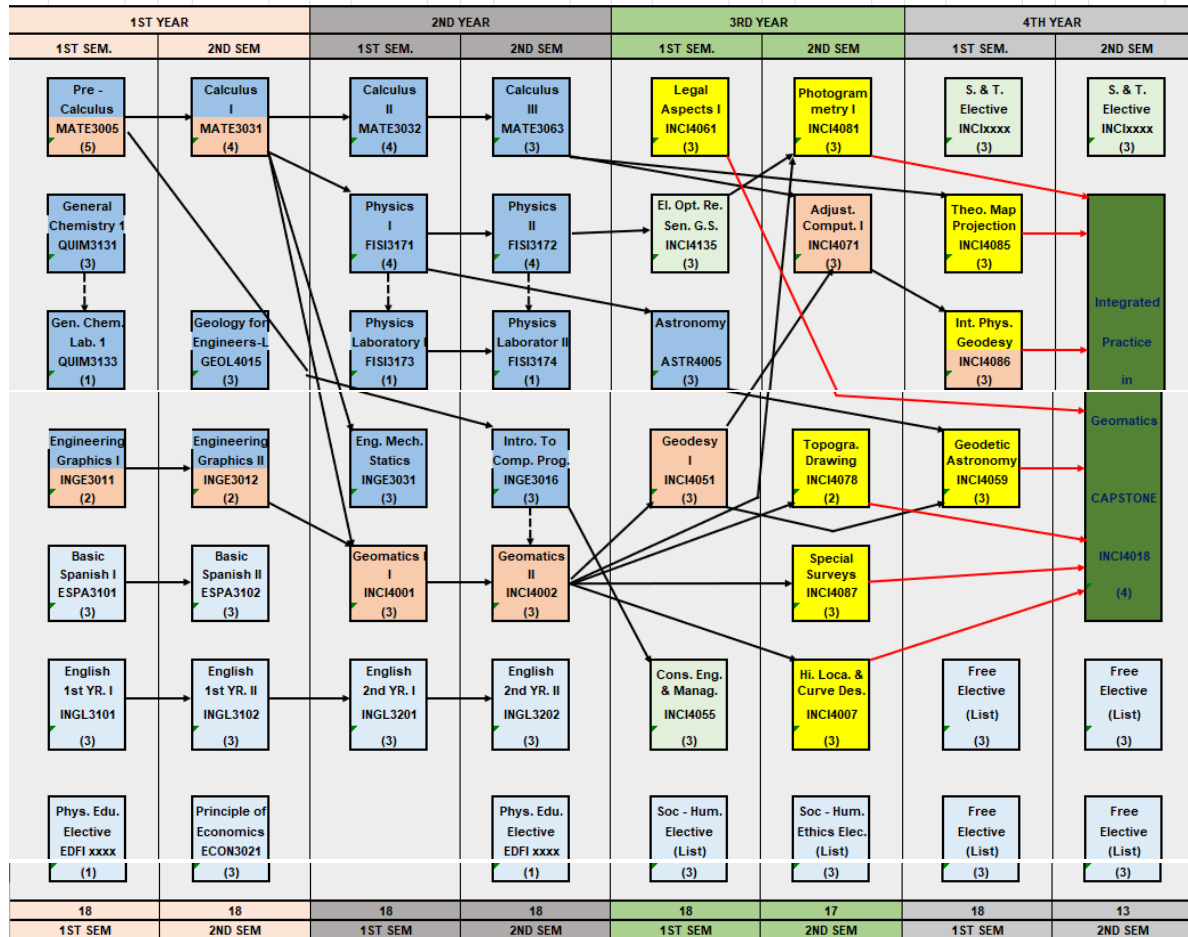 1ST YEAR
2ND YEAR
3RD YEAR
4TH YEAR
1ST SEM.
2ND SEM
1ST SEM.
2ND SEM
1ST SEM.
2ND SEM
1ST SEM.
2ND SEM
Pre -
Calculus
MATE3005
(5)
Calculus
I
MATE3031
(4)
Calculus
II
MATE3032
(4)
Calculus
III
MATE3063
(3)
Legal
Aspects I
INCI4061
(3)
Photogram
metry I
INCI4081
(3)
S. & T.
Elective
INCIxxxx
(3)
S. & T.
Elective
INCIxxxx
(3)
General
Chemistry 1
QUIM3131
(3)
Physics
I
FISI3171
(4)
Physics
II
FISI3172
(4)
El. Opt. Re.
Sen. G.S.
INCI4135
(3)
Adjust.
Comput. I
INCI4071
(3)
Theo. Map
Projection
INCI4085
(3)
Integrated
Practice
in
Geomatics
CAPSTONE
INCI4018
(4)
Gen. Chem.
Lab. 1
QUIM3133
(1)
Geology for
Engineers-L
GEOL4015
(3)
Physics
Laboratory I
FISI3173
(1)
Physics
Laborator II
FISI3174
(1)
Astronomy
ASTR4005
(3)
Int. Phys.
Geodesy
INCI4086
(3)
Engineering
Graphics I
INGE3011
(2)
Engineering
Graphics II
INGE3012
(2)
Eng. Mech.
Statics
INGE3031
(3)
Intro. To
Comp. Prog.
INGE3016
(3)
Geodesy
I
INCI4051
(3)
Topogra.
Drawing
INCI4078
(2)
Geodetic
Astronomy
INCI4059
(3)
Basic
Spanish I
ESPA3101
(3)
Basic
Spanish II
ESPA3102
(3)
Geomatics I
I
INCI4001
(3)
Geomatics
II
INCI4002
(3)
Special
Surveys
INCI4087
(3)
English
1st YR. I
INGL3101
(3)
English
1st YR. II
INGL3102
(3)
English
2nd YR. I
INGL3201
(3)
English
2nd YR. II
INGL3202
(3)
Cons. Eng.
& Manag.
INCI4055
(3)
Hi. Loca. &
Curve Des.
INCI4007
(3)
Free
Elective
(List)
(3)
Free
Elective
(List)
(3)
Phys. Edu.
Elective
EDFI xxxx
(1)
Principle of
Economics
ECON3021
(3)
Phys. Edu.
Elective
EDFI xxxx
(1)
Soc - Hum.
Elective
(List)
(3)
Soc - Hum.
Ethics Elec.
(List)
(3)
Free
Elective
(List)
(3)
Free
Elective
(List)
(3)
18
18
18
18
18
17
18
13
1ST SEM
2ND SEM
1ST SEM
2ND SEM
1ST SEM
2ND SEM
1ST SEM
2ND SEM